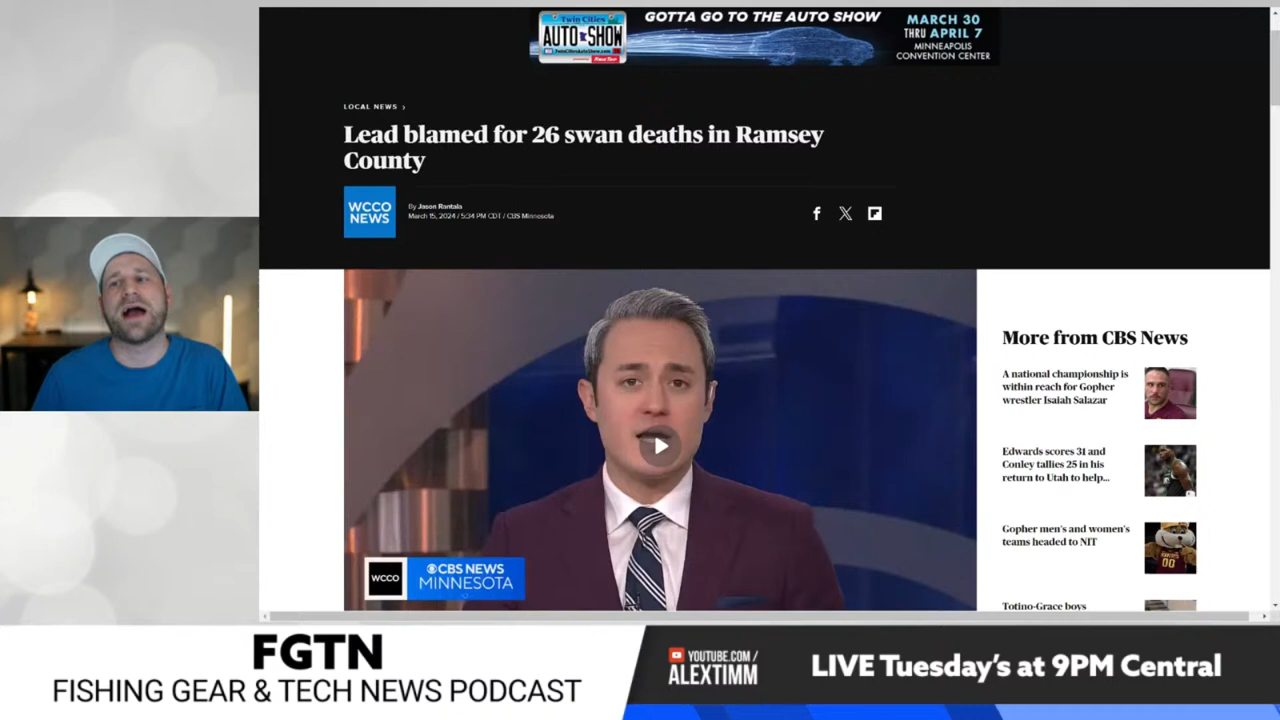 Twin Cities
AUTO SHOW
TwinCitiesAutoShow.com
GOTTA GO TO THE AUTO SHOW
MARCH 30
THRU APRIL 7
MINNEAPOLIS
CONVENTION CENTER
LOCAL NEWS ›
Lead blamed for 26 swan deaths in Ramsey
County
WCCO
NEWS
By Jason Rantala
March 15, 2024 / 5:34 PM CDT / CBS Minnesota
More from CBS News
A national championship is
within reach for Gopher
wrestler Isaiah Salazar
Edwards scores 31 and
Conley tallies 25 in his
return to Utah to help...
Gopher men's and women's
teams headed to NIT
00
Totino-Grace boys
WCCO
CBS NEWS
MINNESOTA
FGTN
FISHING GEAR & TECH NEWS PODCAST
YOUTUBE.COM/
ALEXTIMM
LIVE Tuesday's at 9PM Central